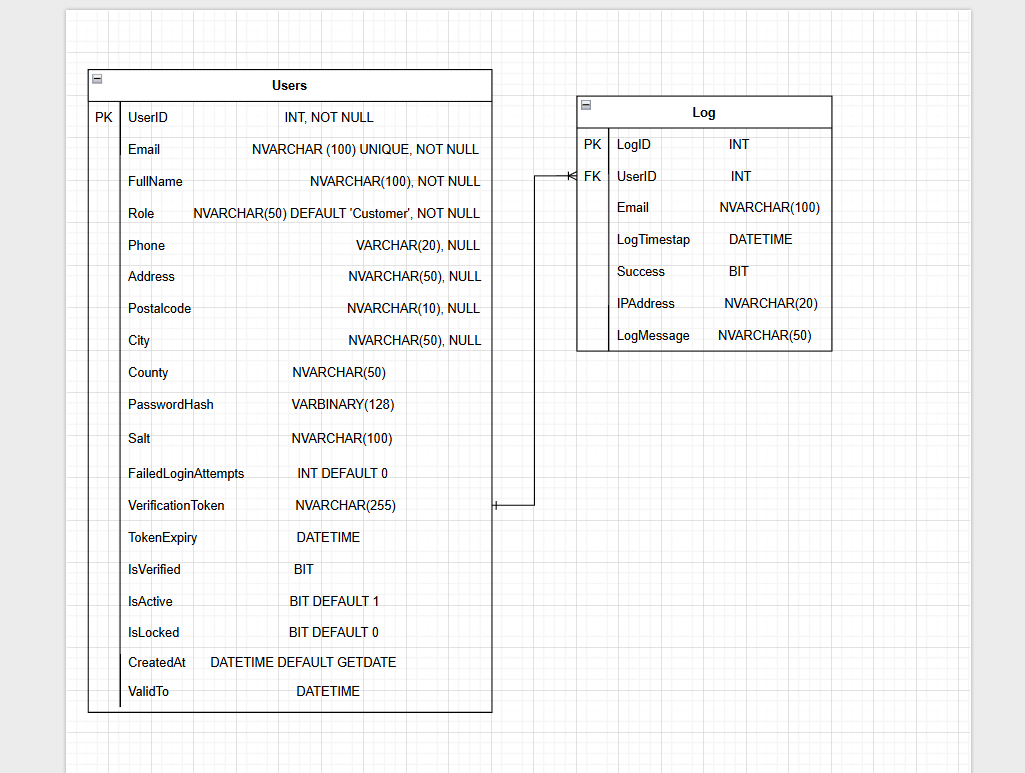 Users
PK UserID INT, NOT NULL
Email NVARCHAR (100) UNIQUE, NOT NULL
FullName NVARCHAR(100), NOT NULL
Role NVARCHAR(50) DEFAULT 'Customer', NOT NULL
Phone VARCHAR(20), NULL
Address NVARCHAR(50), NULL
Postalcode NVARCHAR(10), NULL
City NVARCHAR(50), NULL
County NVARCHAR(50)
PasswordHash VARBINARY(128)
Salt NVARCHAR(100)
FailedLoginAttempts INT DEFAULT 0
VerificationToken NVARCHAR(255)
TokenExpiry DATETIME
IsVerified BIT
IsActive BIT DEFAULT 1
IsLocked BIT DEFAULT 0
CreatedAt DATETIME DEFAULT GETDATE
ValidTo DATETIME
Log
PK LogID INT
FK UserID INT
Email NVARCHAR(100)
LogTimestap DATETIME
Success BIT
IPAddress NVARCHAR(20)
LogMessage NVARCHAR(50)